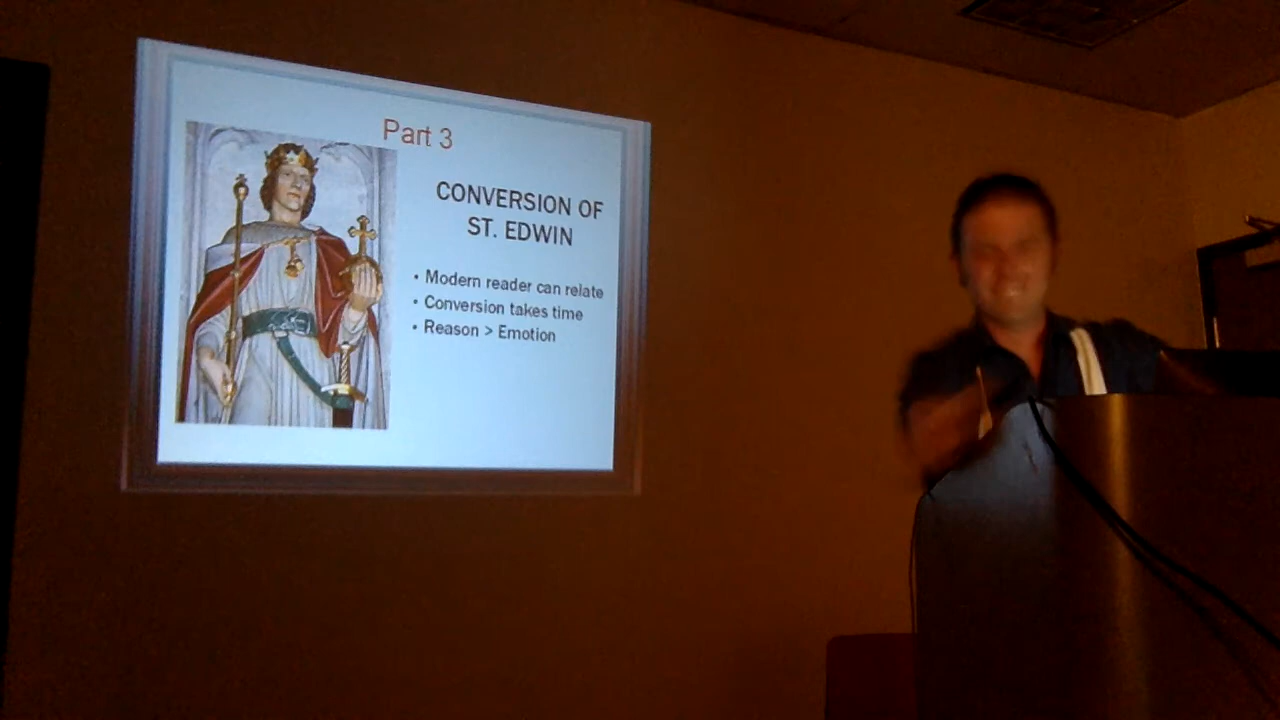 Part 3
CONVERSION OF
ST. EDWIN
• Modern reader can relate
• Conversion takes time
• Reason > Emotion